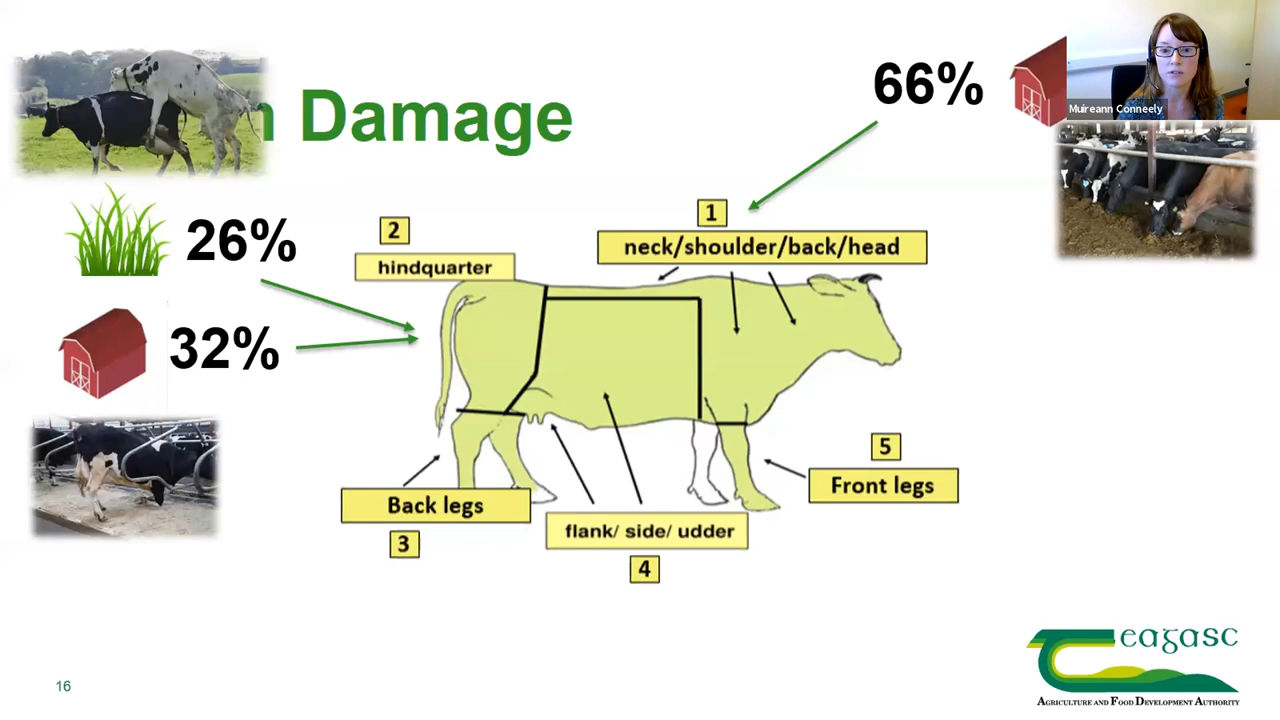 Damage
66%
Muireann Conneely
26%
32%
1
neck/shoulder/back/head
2
hindquarter
5
Front legs
Back legs
3
flank/ side/ udder
4
16
eagasc
AGRICULTURE AND FOOD DEVELOPMENT AUTHORITY